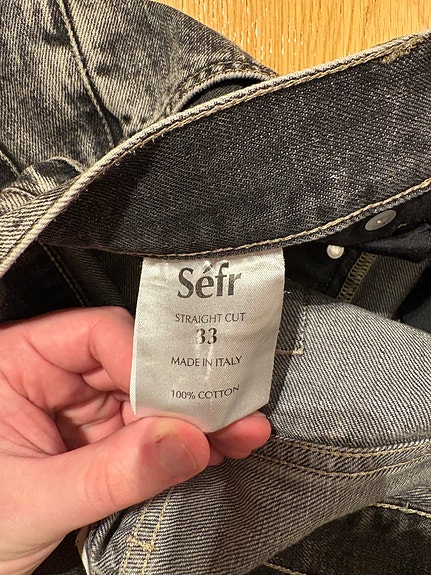 Séfr
STRAIGHT CUT
33
MADE IN ITALY
100% COTTON